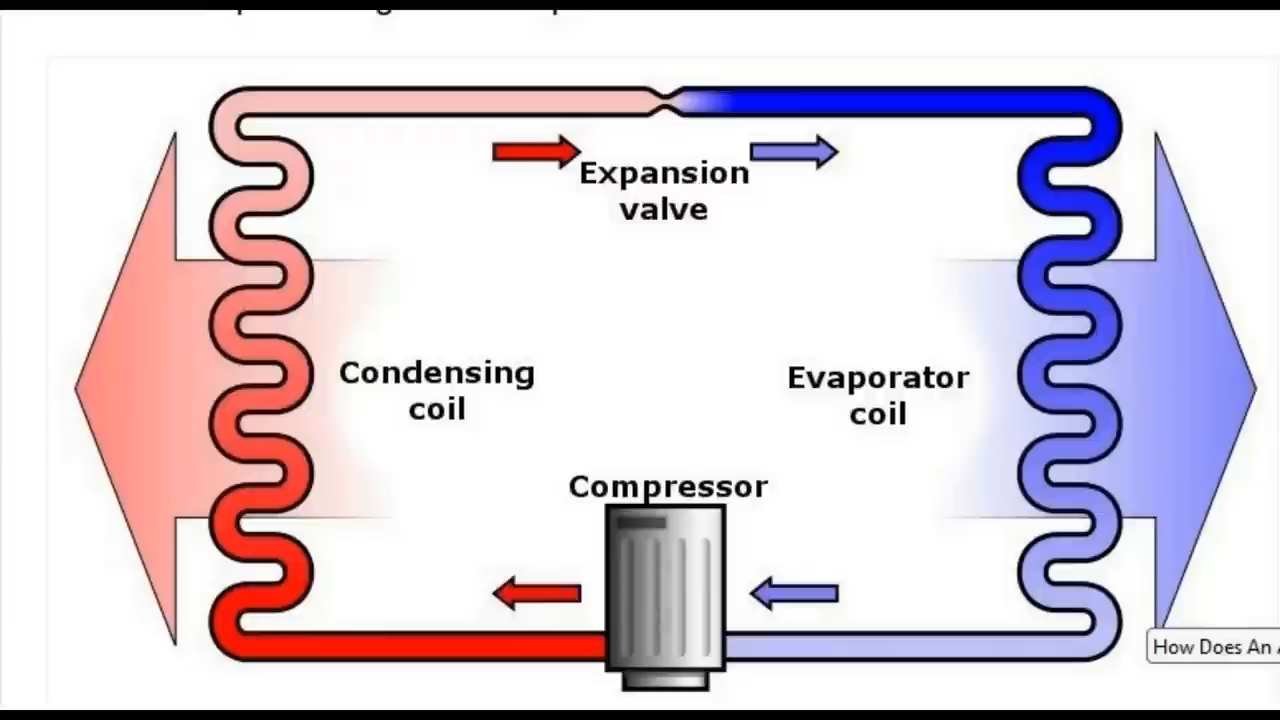 Expansion
valve
Condensing
coil
Evaporator
coil
Compressor
How Does An